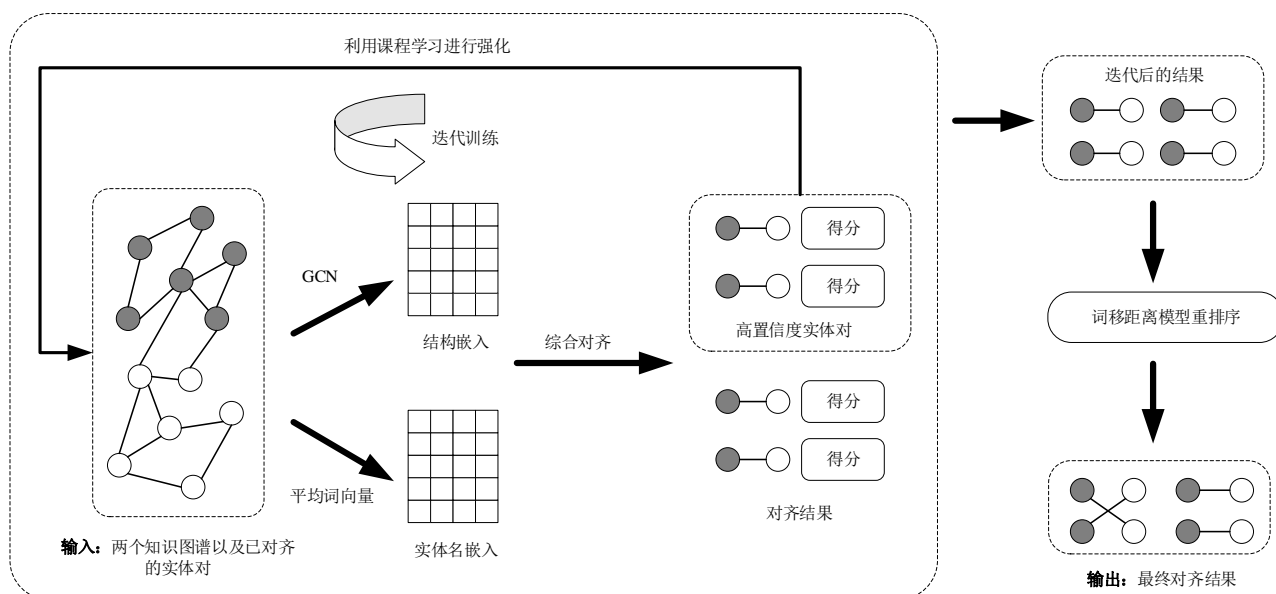 利用课程学习进行强化
迭代训练
GCN
结构嵌入
平均词向量
实体名嵌入
输入：两个知识图谱以及已对齐
的实体对
综合对齐
得分
得分
高置信度实体对
得分
得分
对齐结果
迭代后的结果
词移距离模型重排序
输出：最终对齐结果